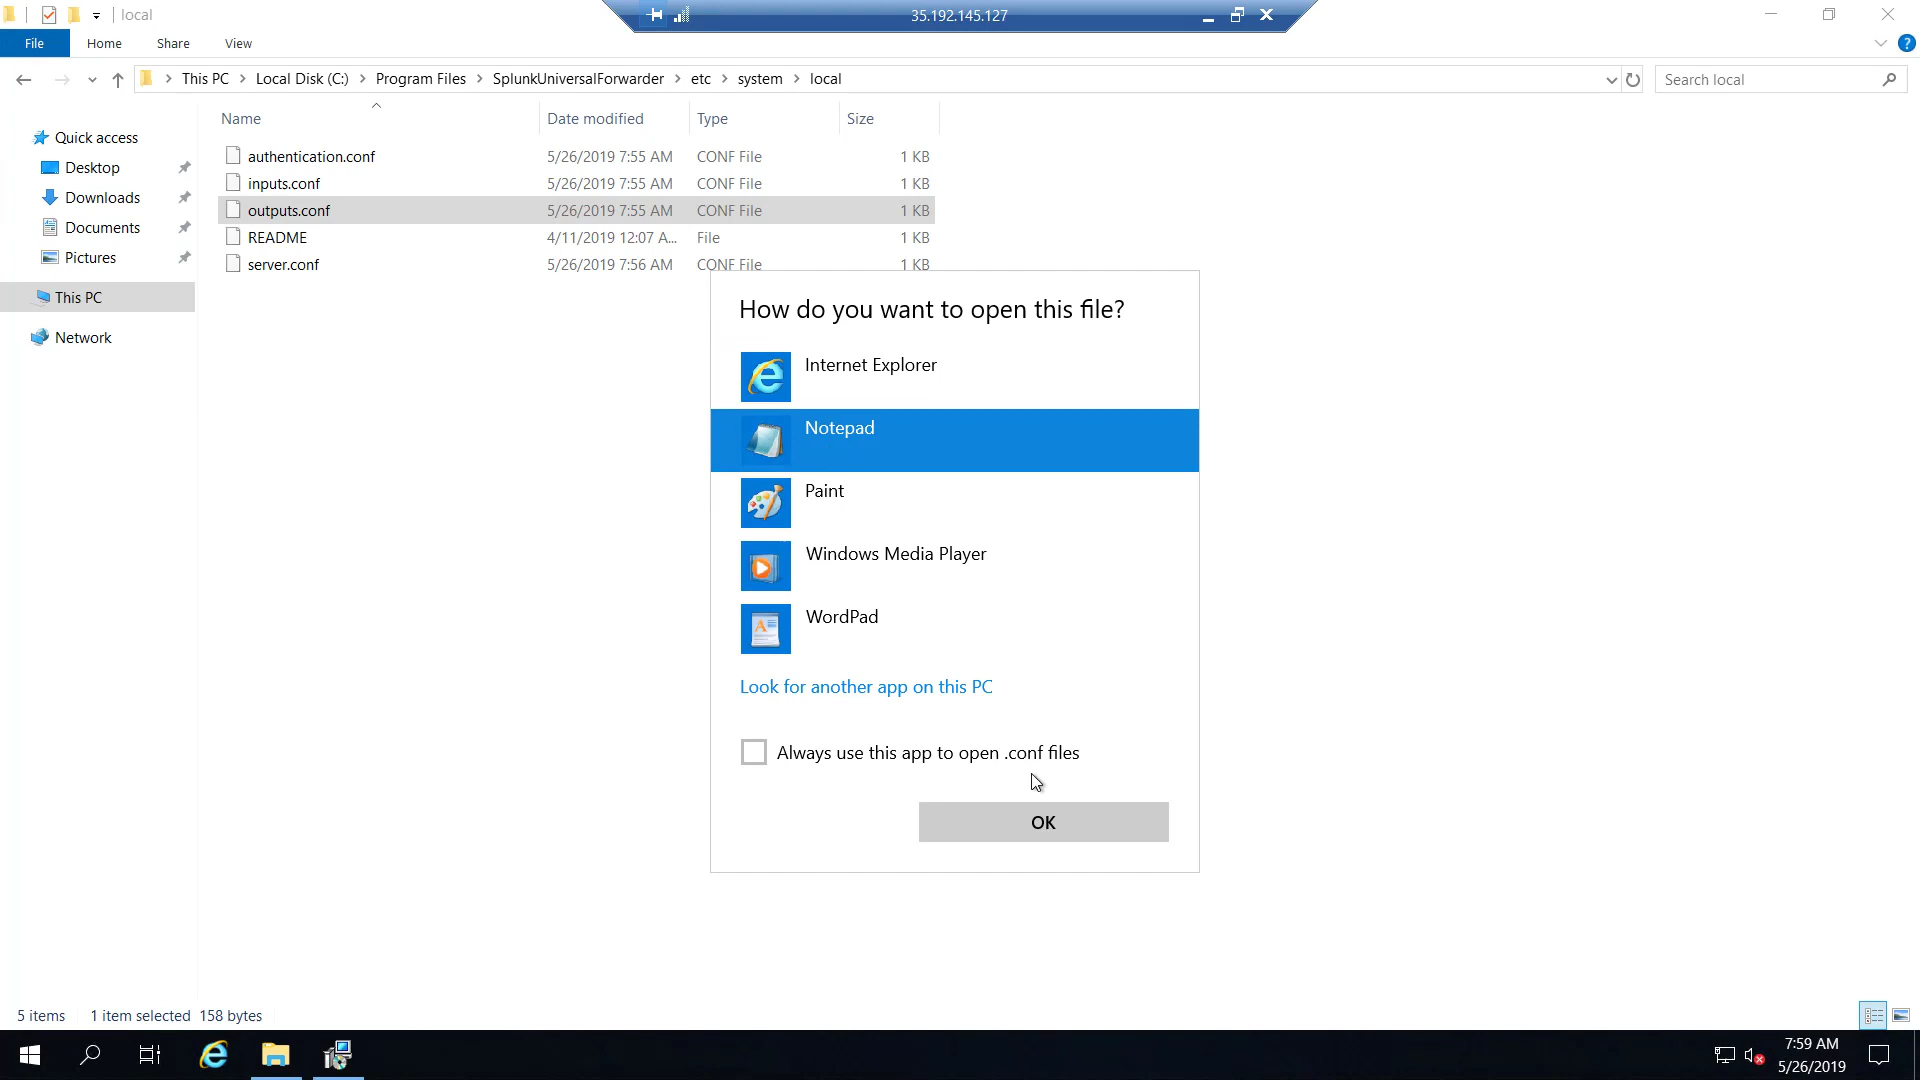 local
35.192.145.127
File Home Share View
This PC Local Disk (C:) Program Files SplunkUniversalForwarder etc system local
Search local
Name Date modified Type Size
Quick access
Desktop
Downloads
Documents
Pictures
This PC
Network
authentication.conf 5/26/2019 7:55 AM CONF File 1 KB
inputs.conf 5/26/2019 7:55 AM CONF File 1 KB
outputs.conf 5/26/2019 7:55 AM CONF File 1 KB
README 4/11/2019 12:07 A... File 1 KB
server.conf 5/26/2019 7:56 AM CONF File 1 KB
How do you want to open this file?
Internet Explorer
Notepad
Paint
Windows Media Player
WordPad
Look for another app on this PC
Always use this app to open .conf files
OK
5 items 1 item selected 158 bytes
7:59 AM
5/26/2019